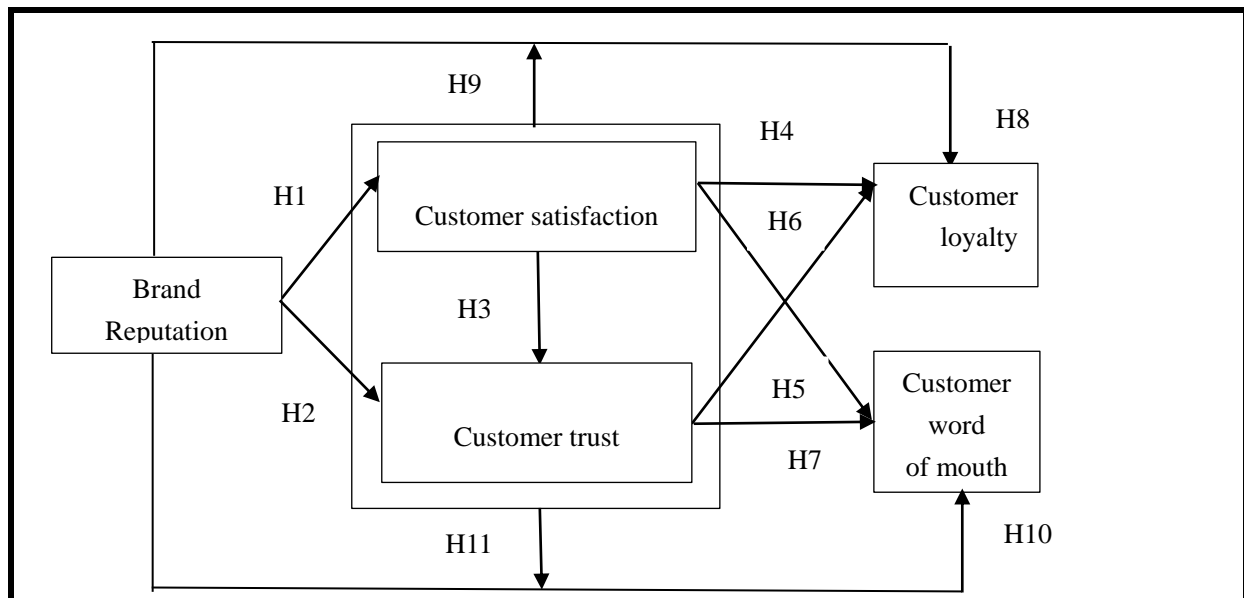 H9
H8
H4
H1
Customer satisfaction
H6
Customer
loyalty
Brand
Reputation
H3
H2
Customer trust
H5
H7
Customer
word
of mouth
H11
H10